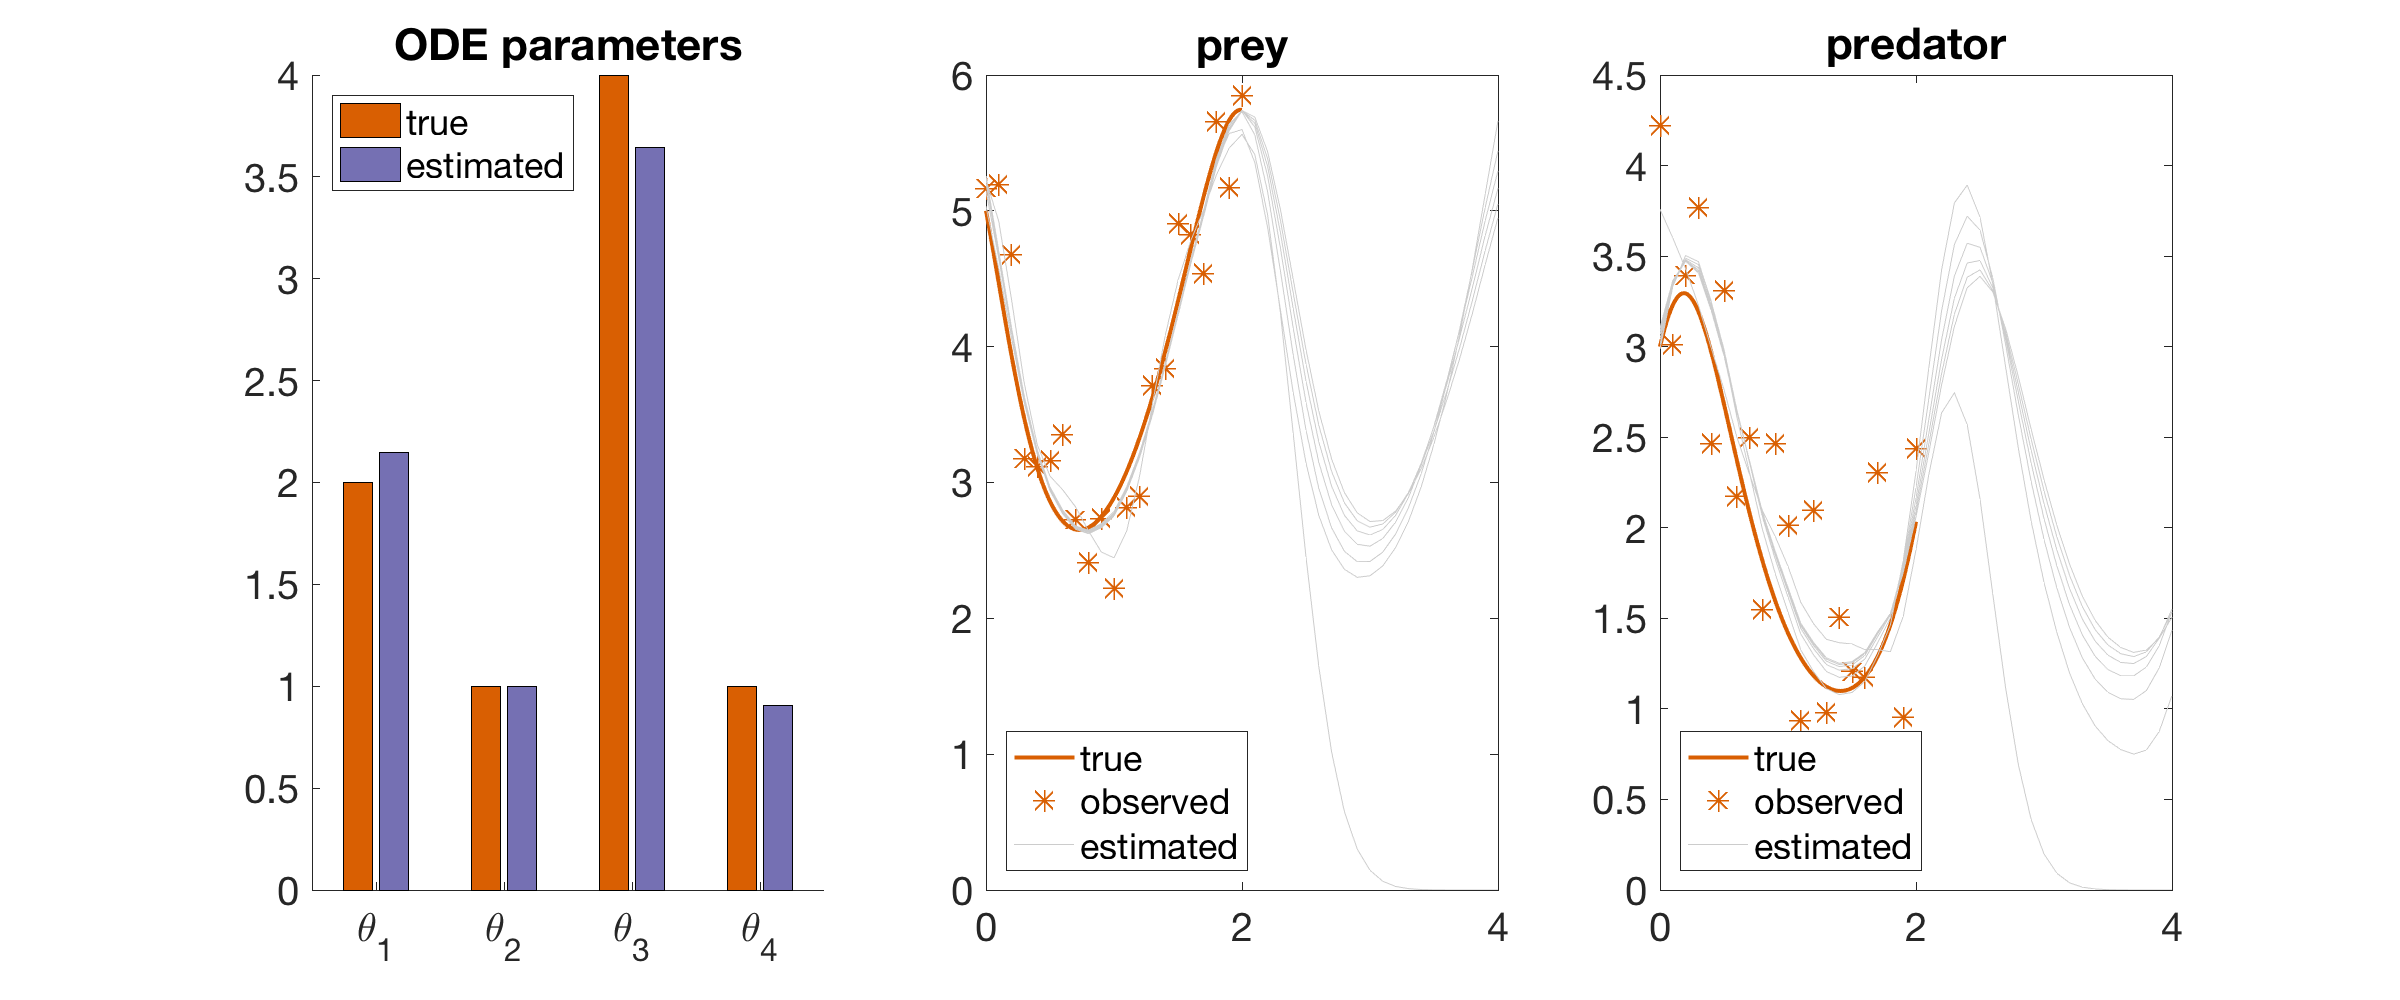 ODE parameters
4
3.5
3
2.5
2
1.5
1
0.5
0
true
estimated
θ1
θ2
θ3
θ4
prey
6
5
4
3
2
1
0
true
observed
estimated
0
2
4
predator
4.5
4
3.5
3
2.5
2
1.5
1
0.5
0
true
observed
estimated
0
2
4